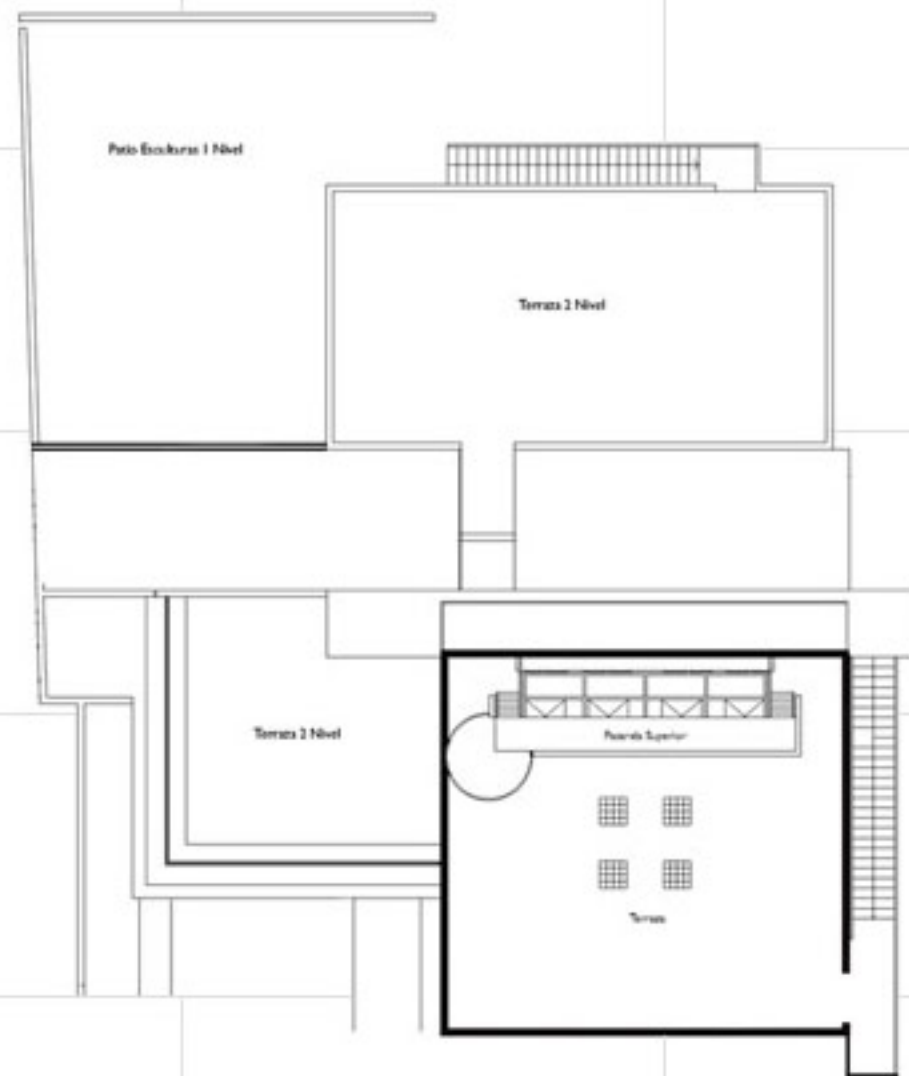 Patio Esculturas 1 Nivel
Terraza 2 Nivel
Terraza 2 Nivel
Pasarela Superior
Terraza